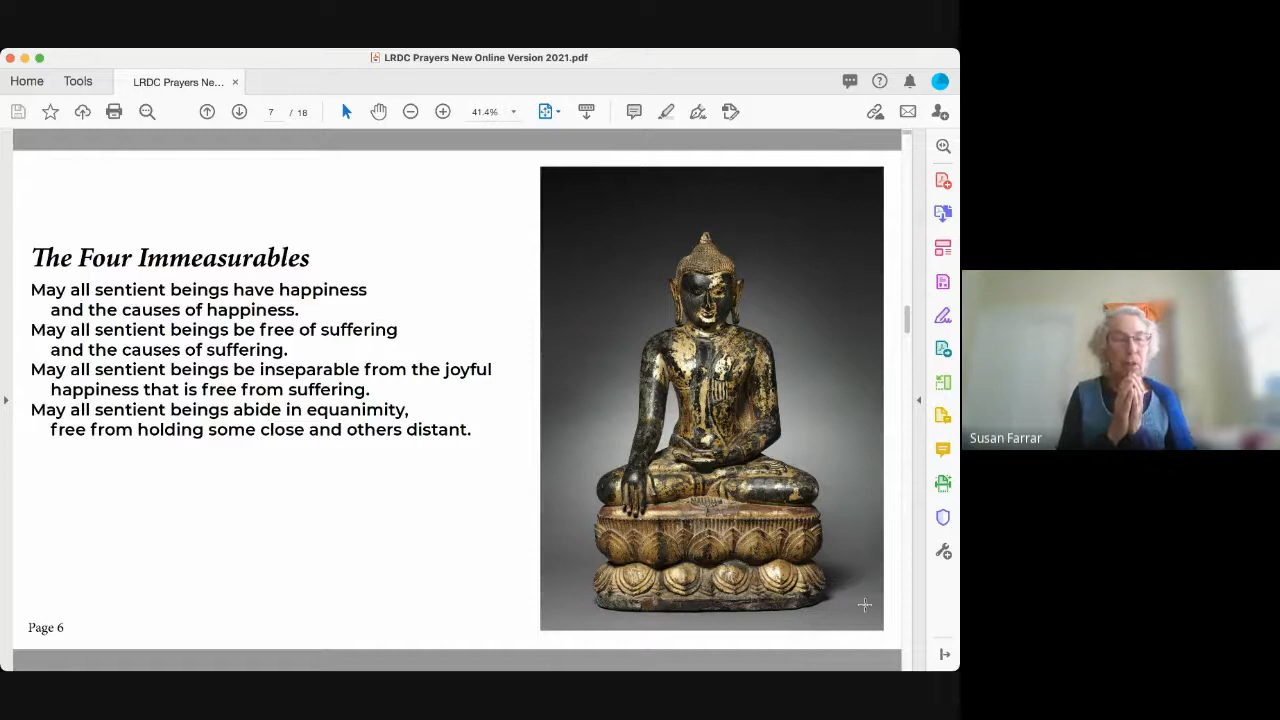 LRDC Prayers New Online Version 2021.pdf
Home
Tools
LRDC Prayers Ne...
7 / 18
41.4%
The Four Immeasurables
May all sentient beings have happiness
and the causes of happiness.
May all sentient beings be free of suffering
and the causes of suffering.
May all sentient beings be inseparable from the joyful
happiness that is free from suffering.
May all sentient beings abide in equanimity,
free from holding some close and others distant.
Page 6
Susan Farrar